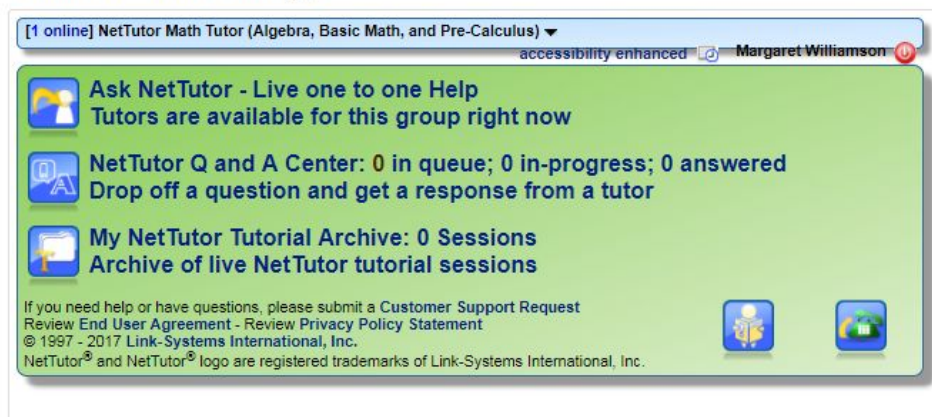 [1 online] NetTutor Math Tutor (Algebra, Basic Math, and Pre-Calculus)
accessibility enhanced Margaret Williamson
Ask NetTutor - Live one to one Help
Tutors are available for this group right now
Q A
NetTutor Q and A Center: 0 in queue; 0 in-progress; 0 answered
Drop off a question and get a response from a tutor
My NetTutor Tutorial Archive: 0 Sessions
Archive of live NetTutor tutorial sessions
If you need help or have questions, please submit a Customer Support Request
Review End User Agreement - Review Privacy Policy Statement
© 1997 - 2017 Link-Systems International, Inc.
NetTutor® and NetTutor® logo are registered trademarks of Link-Systems International, Inc.